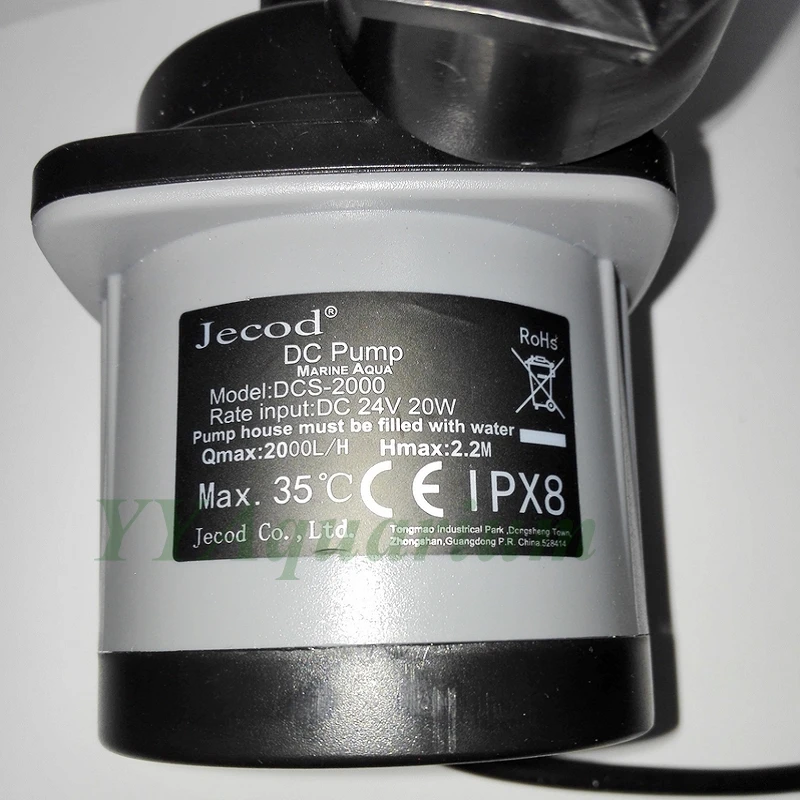 Jecod®
DC Pump
MARINE AQUA
Model:DCS-2000
Rate input:DC 24V 20W
Pump house must be filled with water
Qmax:2000L/H Hmax:2.2M
RoHs
Max. 35℃ CE IPX8
Jecod Co.,Ltd.
Tongmao Industrical Park ,Dongsheng Town,
Zhongshan,Guangdong P.R. China.528414
YYAquarium